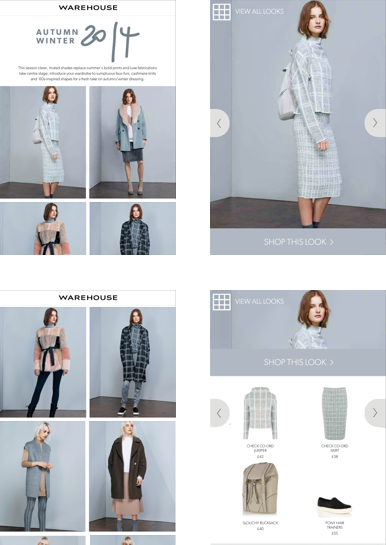 WAREHOUSE
AUTUMN
WINTER 2014
This season clean, muted shades replace summer's bold prints and luxe fabrications
take centre stage, introduce your wardrobe to sumptuous faux furs, cashmere knits
and '60s inspired shapes for a fresh take on autumn/winter dressing.
VIEW ALL LOOKS
SHOP THIS LOOK >
WAREHOUSE
VIEW ALL LOOKS
SHOP THIS LOOK >
CHECK CO-ORD
JUMPER
£42
CHECK CO-ORD
SKIRT
£38
SLOUCHY RUCKSACK
£40
PONY HAIR
TRAINERS
£55